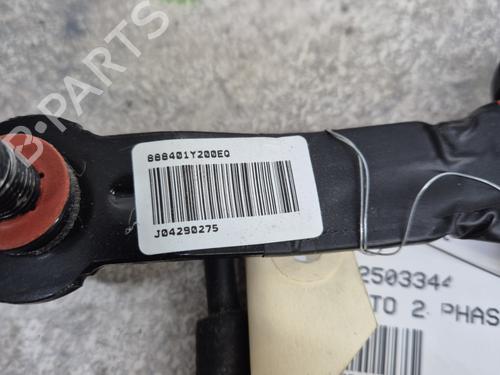 B-PARTS
888401Y200EQ
J04290275
2503344
TO 2 PHAS